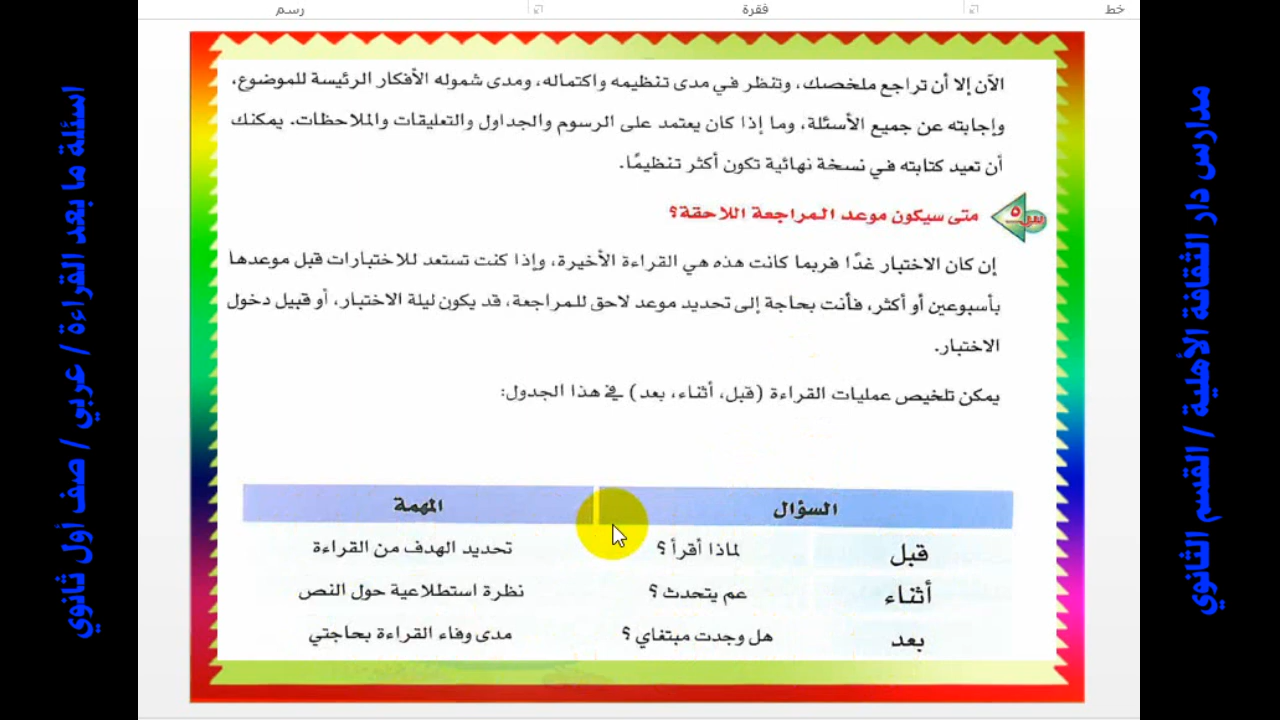 خط
فقرة
رسم
الآن إلا أن تراجع ملخصك، وتنظر في مدى تنظيمه واكتماله، ومدى شموله الأفكار الرئيسة للموضوع،
وإجابته عن جميع الأسئلة، وما إذا كان يعتمد على الرسوم والجداول والتعليقات والملاحظات. يمكنك
أن تعيد كتابته في نسخة نهائية تكون أكثر تنظيمًا.
س٥ متى سيكون موعد المراجعة اللاحقة؟
إن كان الاختبار غدًا فربما كانت هذه هي القراءة الأخيرة، وإذا كنت تستعد للاختبارات قبل موعدها
بأسبوعين أو أكثر، فأنت بحاجة إلى تحديد موعد لاحق للمراجعة، قد يكون ليلة الاختبار، أو قبيل دخول
الاختبار.
يمكن تلخيص عمليات القراءة (قبل، أثناء، بعد) في هذا الجدول:
السؤال المهمة
قبل لماذا أقرأ؟ تحديد الهدف من القراءة
أثناء عم يتحدث؟ نظرة استطلاعية حول النص
بعد هل وجدت مبتغاي؟ مدى وفاء القراءة بحاجتي
مدارس دار الثقافة الأهلية / القسم الثانوي
اسئلة ما بعد القراءة / عربي / صف أول ثانوي